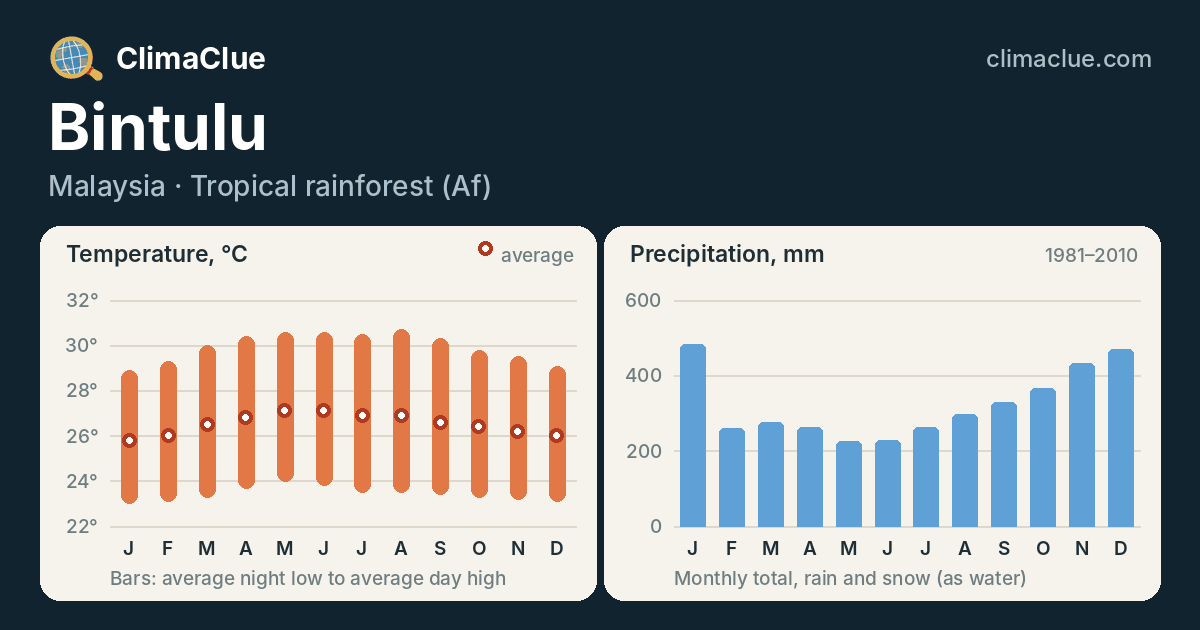 ClimaClue
climaclue.com
Bintulu
Malaysia · Tropical rainforest (Af)
Temperature, °C
average
32°
30°
28°
26°
24°
22°
J F M A M J J A S O N D
Bars: average night low to average day high
Precipitation, mm
1981–2010
600
400
200
0
J F M A M J J A S O N D
Monthly total, rain and snow (as water)